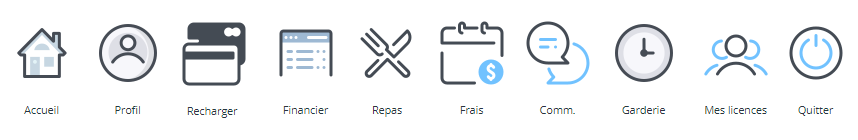 Accueil Profil Recharger Financier Repas Frais Comm. Garderie Mes licences Quitter